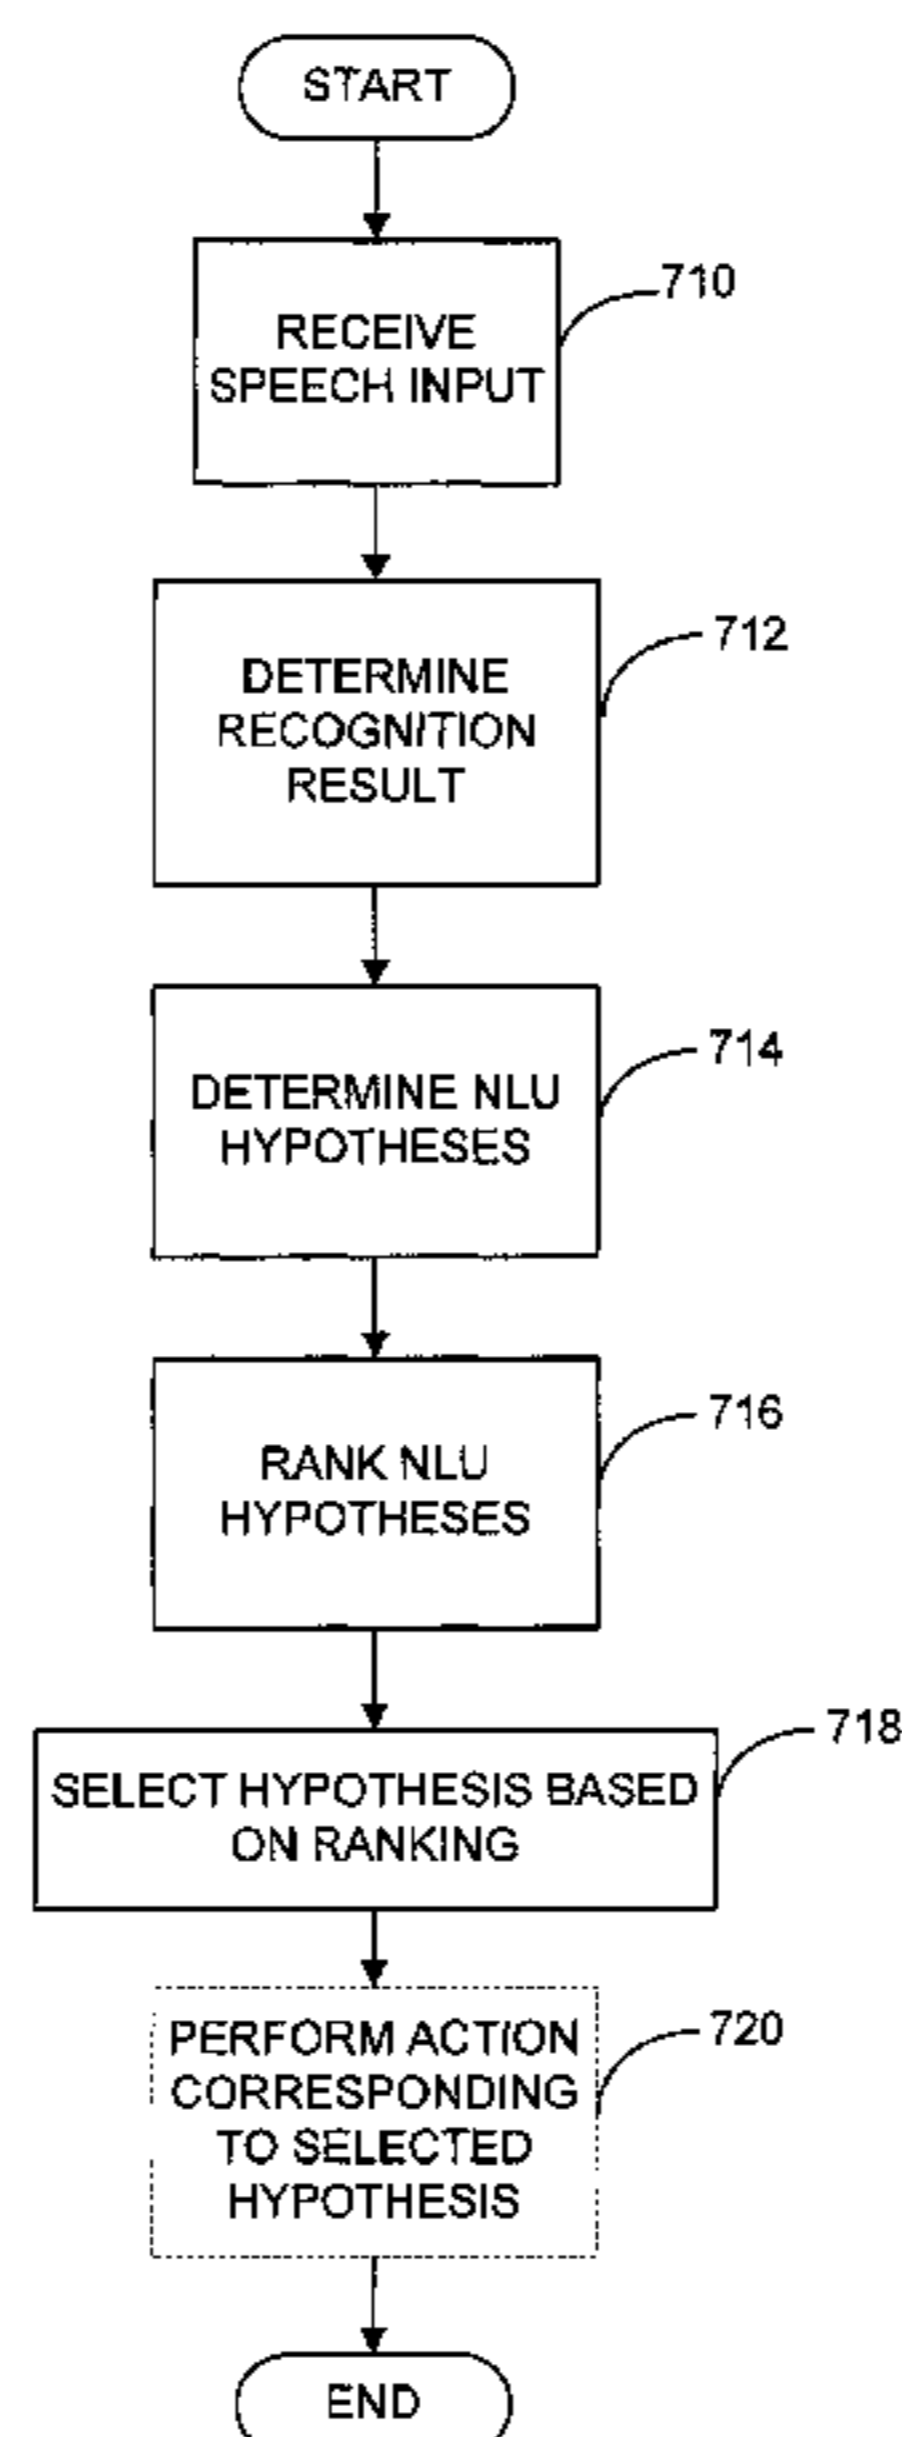 START
RECEIVE
SPEECH INPUT
710
DETERMINE
RECOGNITION
RESULT
712
DETERMINE NLU
HYPOTHESES
714
RANK NLU
HYPOTHESES
716
SELECT HYPOTHESIS BASED
ON RANKING
718
PERFORM ACTION
CORRESPONDING
TO SELECTED
HYPOTHESIS
720
END